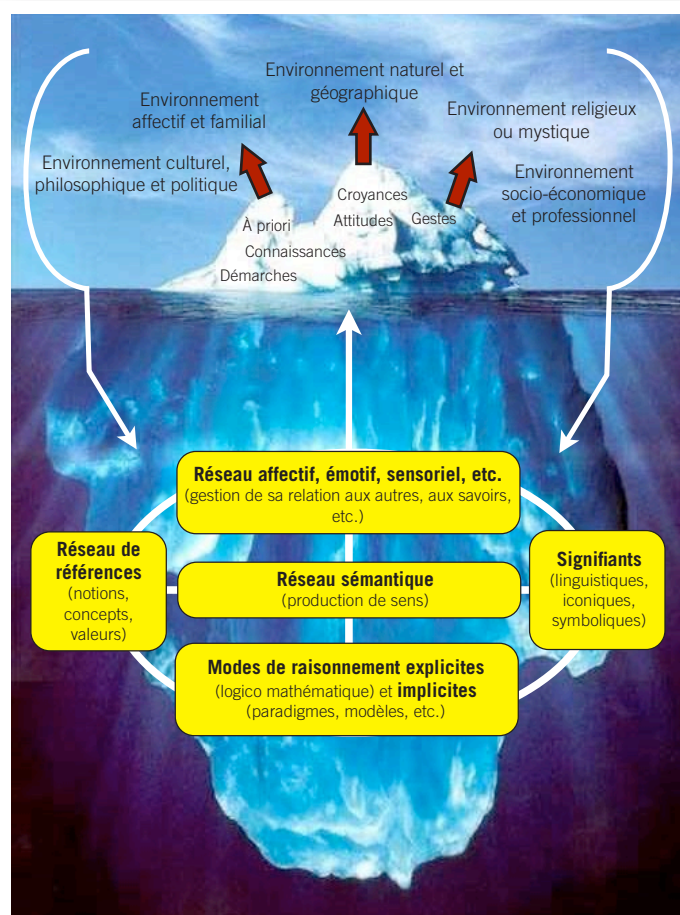 Environnement naturel et
géographique
Environnement
affectif et familial
Environnement religieux
ou mystique
Environnement culturel,
philosophique et politique
Environnement
socio-économique
et professionnel
Croyances
Attitudes
Gestes
À priori
Connaissances
Démarches
Réseau affectif, émotif, sensoriel, etc.
(gestion de sa relation aux autres, aux savoirs,
etc.)
Réseau de
références
(notions,
concepts,
valeurs)
Réseau sémantique
(production de sens)
Signifiants
(linguistiques,
iconiques,
symboliques)
Modes de raisonnement explicites
(logico mathématique) et implicites
(paradigmes, modèles, etc.)